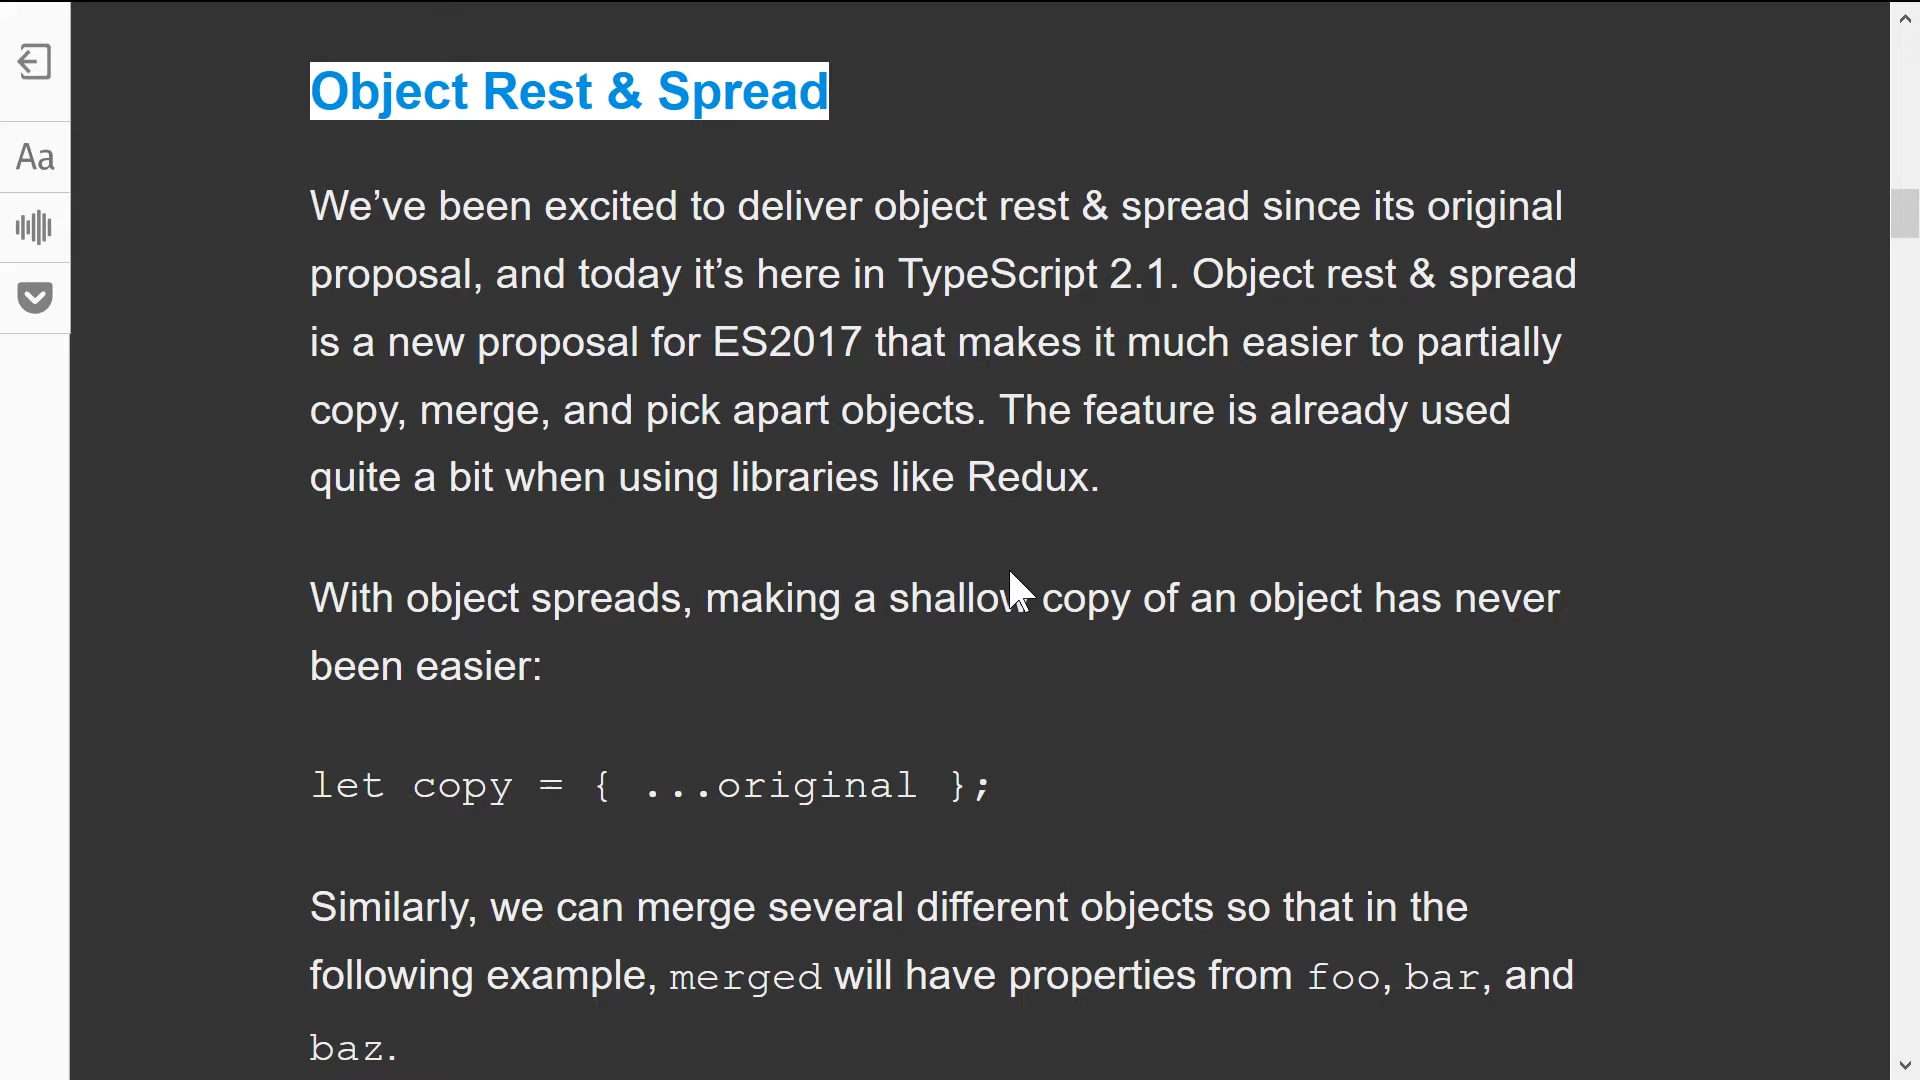 Object Rest & Spread
Aa
We’ve been excited to deliver object rest & spread since its original
proposal, and today it’s here in TypeScript 2.1. Object rest & spread
is a new proposal for ES2017 that makes it much easier to partially
copy, merge, and pick apart objects. The feature is already used
quite a bit when using libraries like Redux.
With object spreads, making a shallow copy of an object has never
been easier:
let copy = { ...original };
Similarly, we can merge several different objects so that in the
following example, merged will have properties from foo, bar, and
baz.